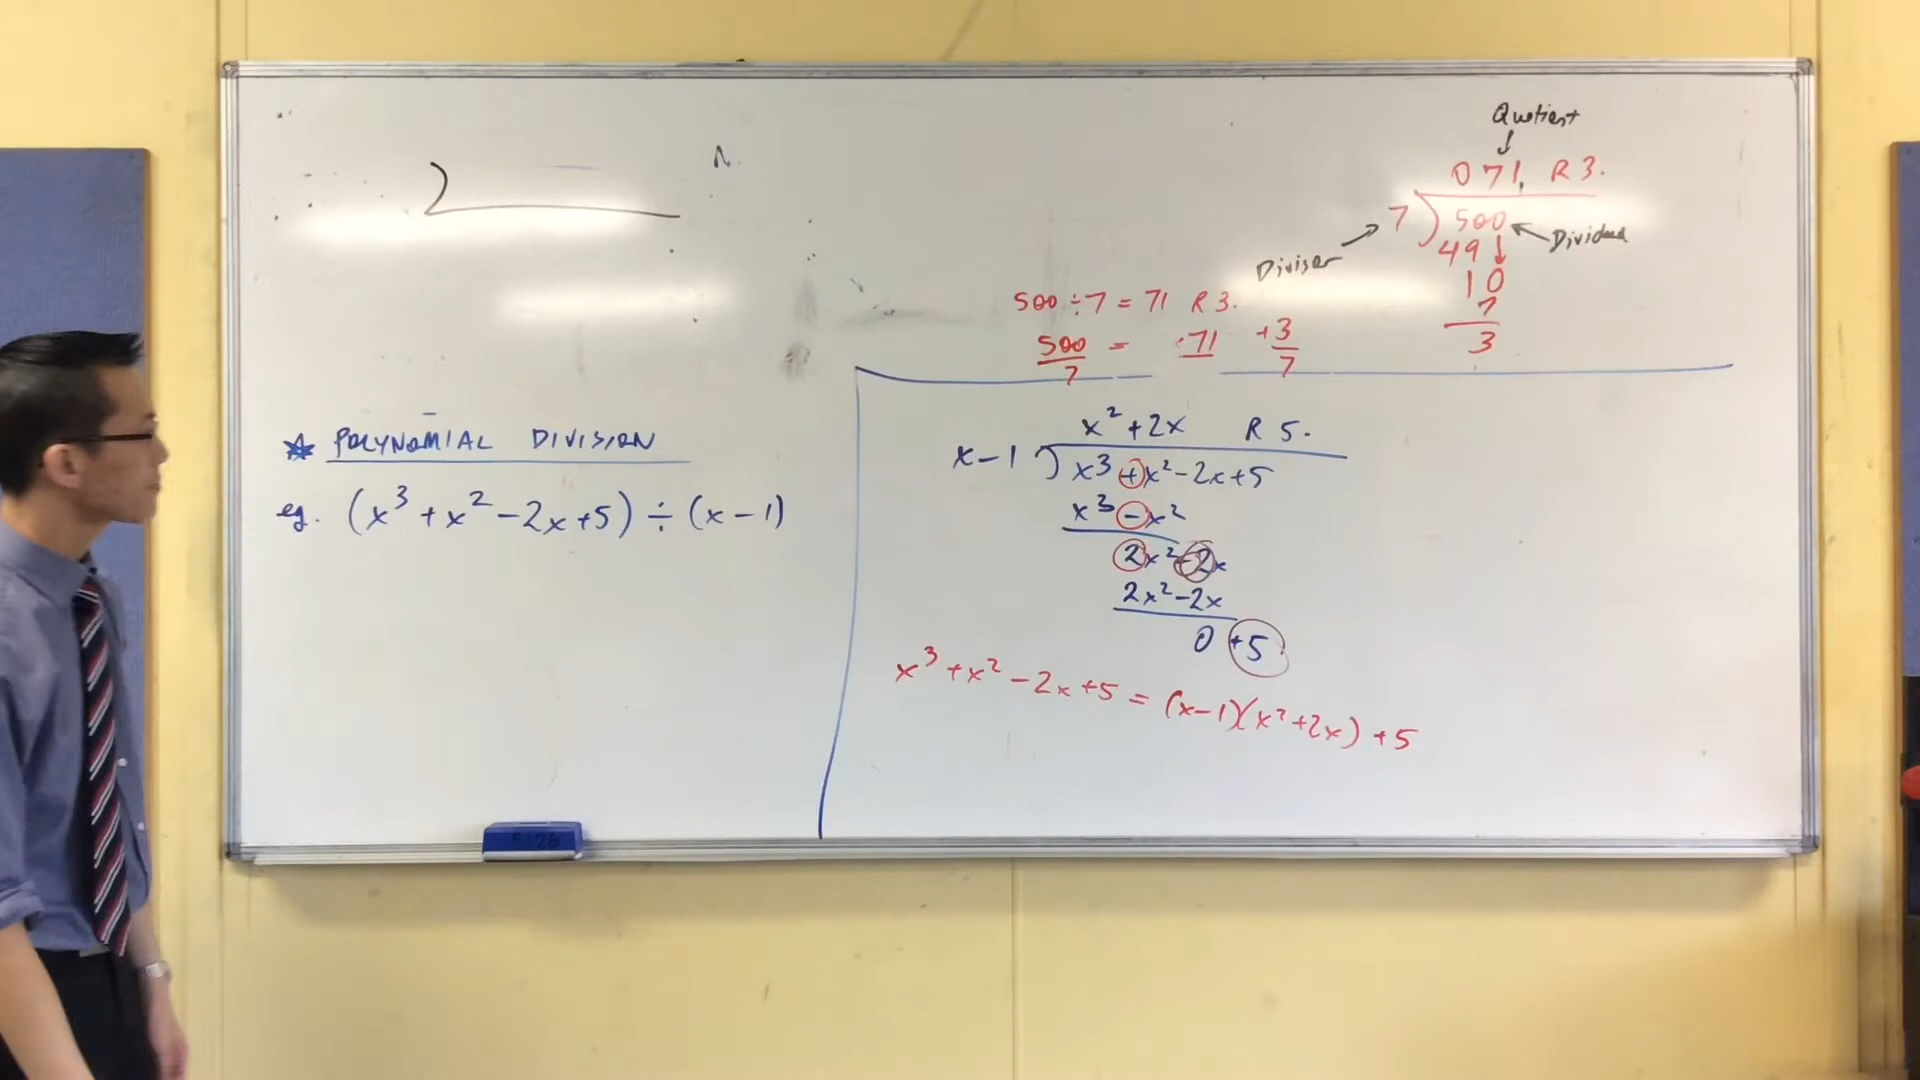 Quotient
071 R 3.
7 ) 500
Divisor
49
10
7
3
500 ÷ 7 = 71 R 3.
500/7 = 71 + 3/7
* POLYNOMIAL DIVISION
eg. (x³ + x² - 2x + 5) ÷ (x - 1)
x² + 2x R 5.
x - 1 ) x³ + x² - 2x + 5
x³ - x²
2x² - 2x
2x² - 2x
0 + 5
x³ + x² - 2x + 5 = (x - 1)(x² + 2x) + 5